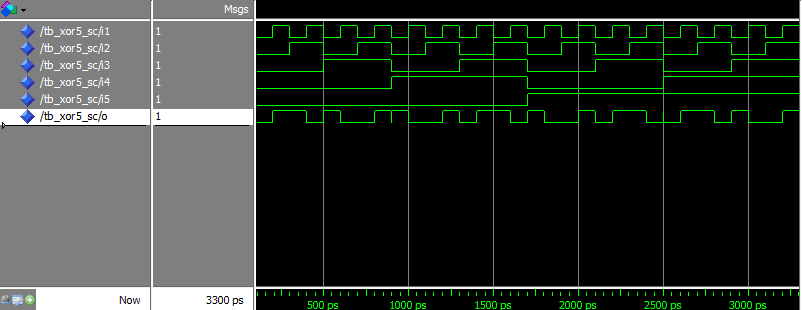 Msgs
/tb_xor5_sc/i1 1
/tb_xor5_sc/i2 1
/tb_xor5_sc/i3 1
/tb_xor5_sc/i4 1
/tb_xor5_sc/i5 1
/tb_xor5_sc/o 1
Now 3300 ps
500 ps 1000 ps 1500 ps 2000 ps 2500 ps 3000 ps